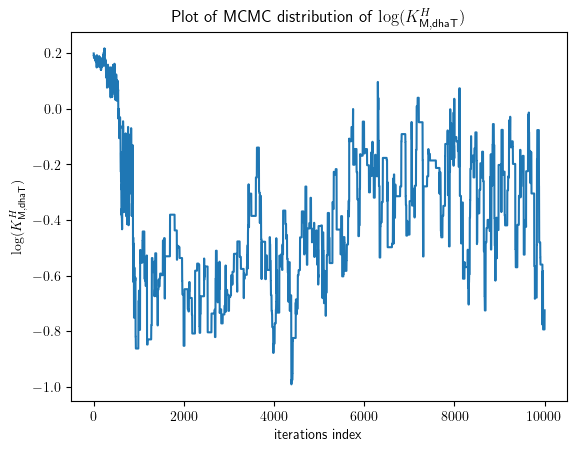 Plot of MCMC distribution of log(K^H_M,dhaT)
0.2
0.0
−0.2
−0.4
−0.6
−0.8
−1.0
log(K^H_M,dhaT)
0 2000 4000 6000 8000 10000
iterations index